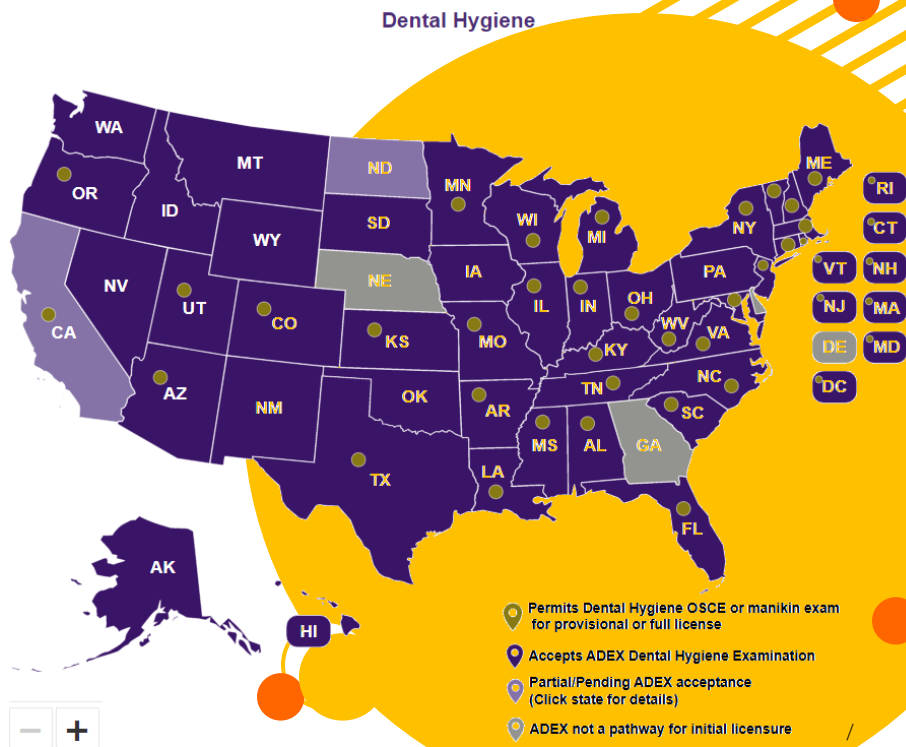 Dental Hygiene
WA
MT
ND
MN
ME
OR
ID
SD
WI
MI
NY
RI
WY
CT
NV
IA
PA
VT
NH
NE
UT
IL
IN
OH
NJ
MA
CA
CO
KS
MO
WV
VA
KY
DE
MD
AZ
NM
OK
AR
TN
NC
DC
SC
MS
AL
GA
TX
LA
FL
AK
HI
Permits Dental Hygiene OSCE or manikin exam
for provisional or full license
Accepts ADEX Dental Hygiene Examination
Partial/Pending ADEX acceptance
(Click state for details)
ADEX not a pathway for initial licensure
/
− +